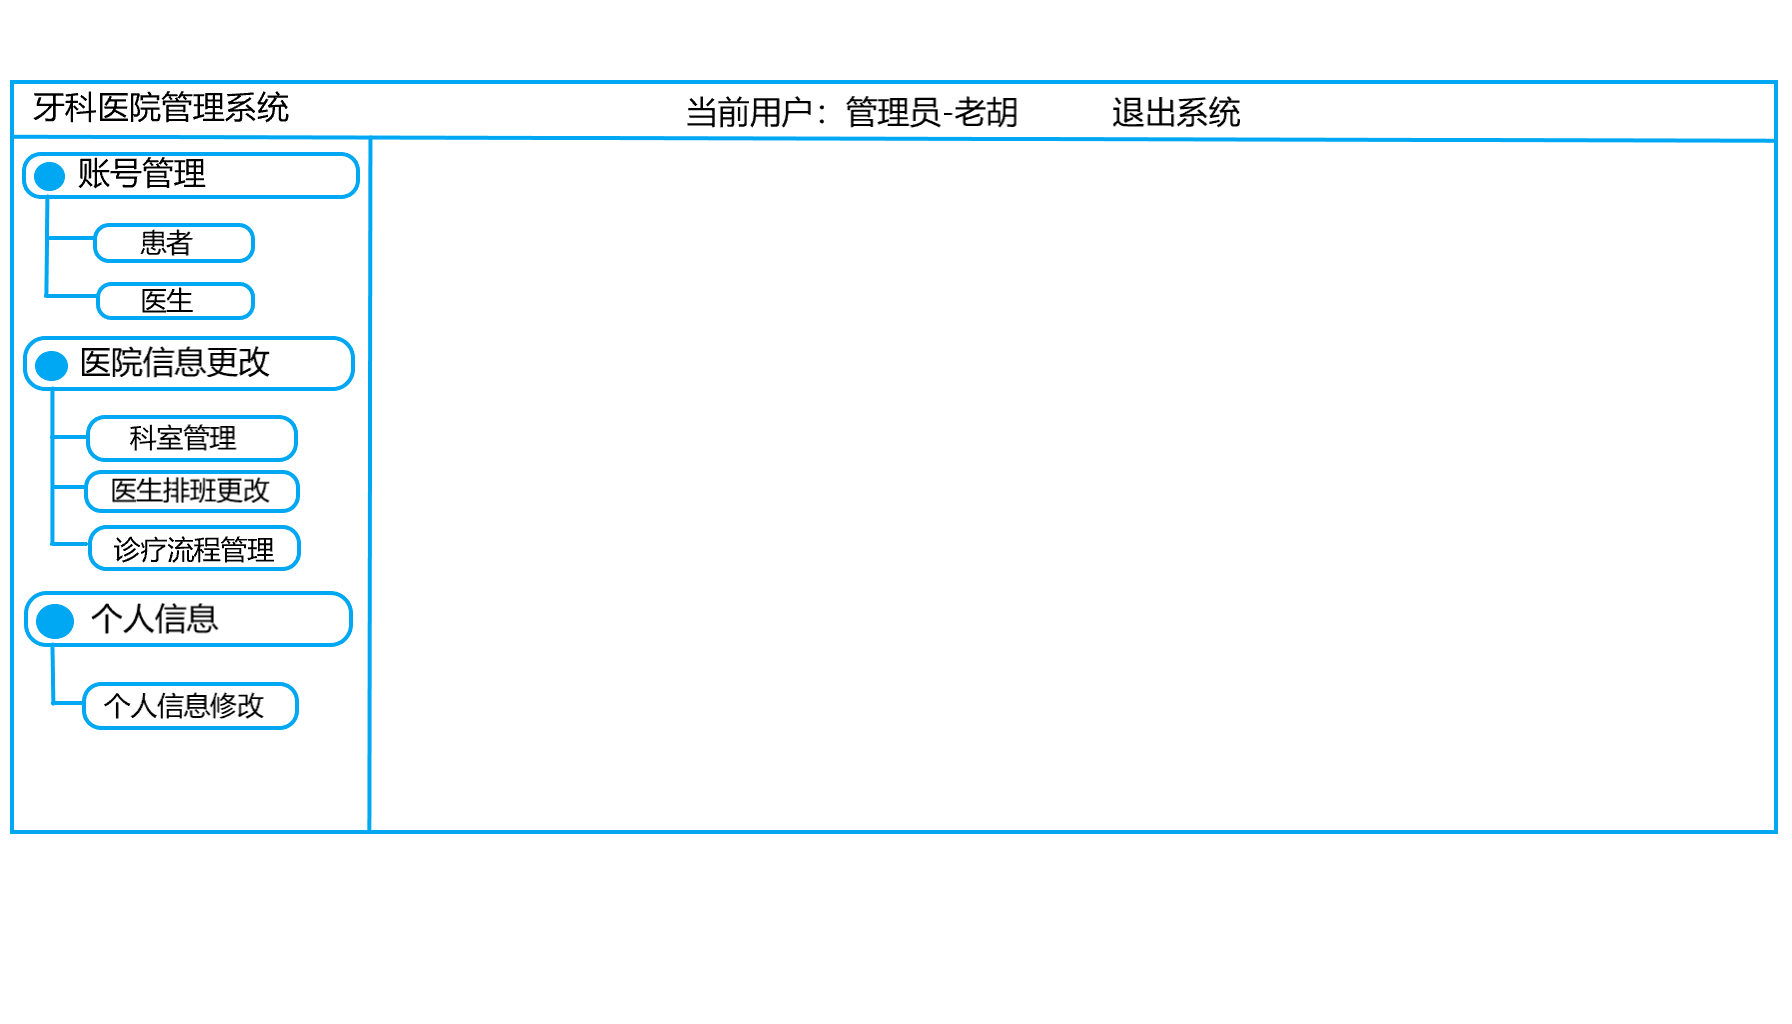 牙科医院管理系统
当前用户：管理员-老胡 退出系统
账号管理
患者
医生
医院信息更改
科室管理
医生排班更改
诊疗流程管理
个人信息
个人信息修改